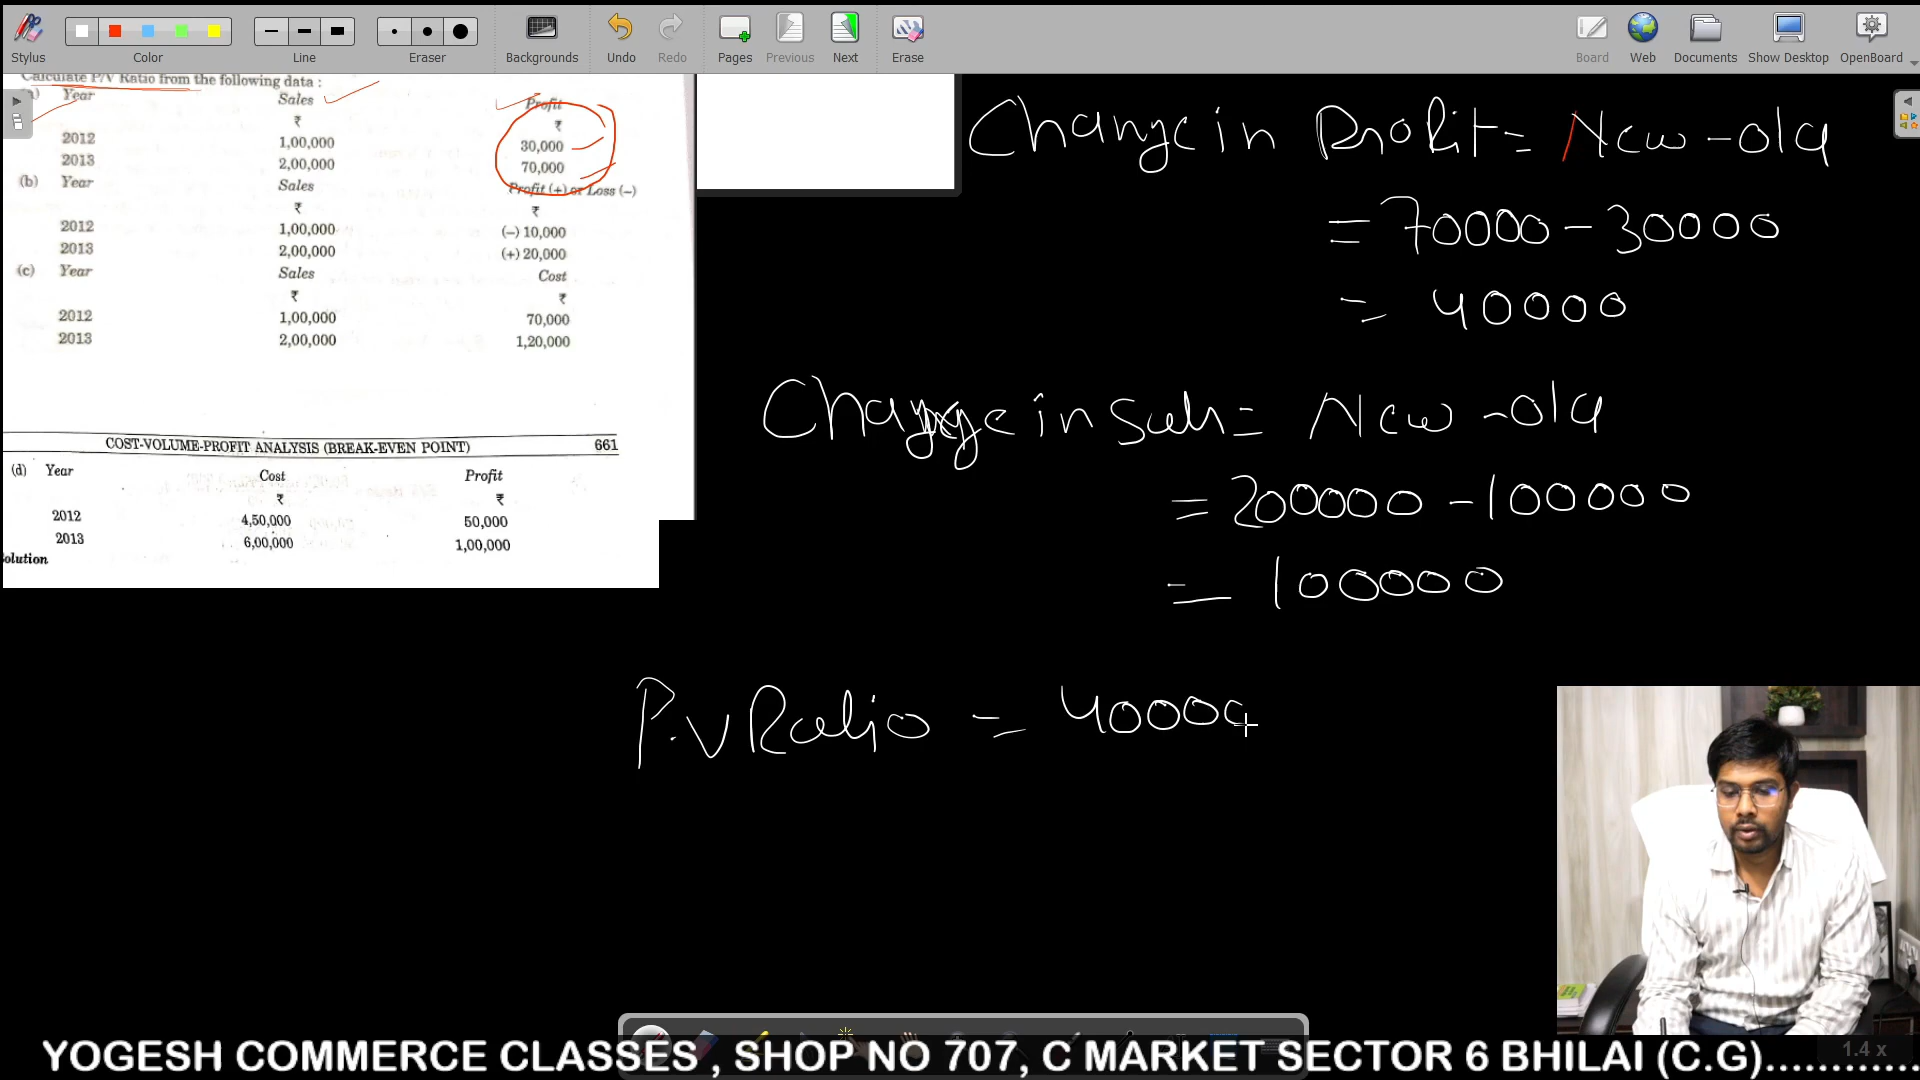 Stylus Color Line Eraser Backgrounds Undo Redo Pages Previous Next Erase Board Web Documents Show Desktop OpenBoard
Calculate P/V Ratio from the following data :
Year Sales Profit
₹ ₹
2012 1,00,000 30,000
2013 2,00,000 70,000
(b) Year Sales Profit (+) or Loss (–)
₹ ₹
2012 1,00,000 (–) 10,000
2013 2,00,000 (+) 20,000
(c) Year Sales Cost
₹ ₹
2012 1,00,000 70,000
2013 2,00,000 1,20,000
COST-VOLUME-PROFIT ANALYSIS (BREAK-EVEN POINT) 661
(d) Year Cost Profit
₹ ₹
2012 4,50,000 50,000
2013 6,00,000 1,00,000
olution
Change in Profit = New - old
= 70000 - 30000
= 40000
Change in Sales = New - old
= 200000 - 100000
= 100000
P.V Ratio = 40000
YOGESH COMMERCE CLASSES , SHOP NO 707, C MARKET SECTOR 6 BHILAI (C.G)............
1.4 x